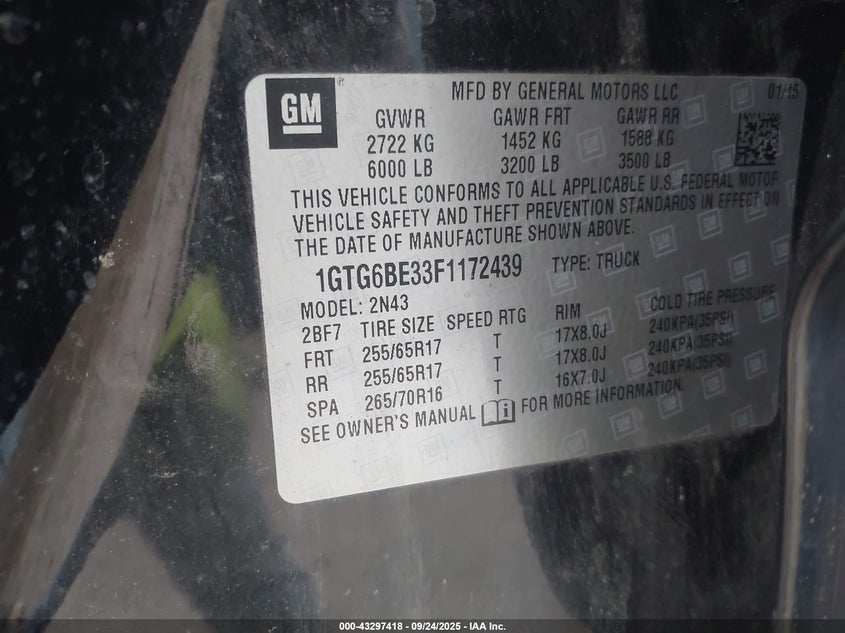 GM ®
MFD BY GENERAL MOTORS LLC 01/15
GVWR GAWR FRT GAWR RR
2722 KG 1452 KG 1588 KG
6000 LB 3200 LB 3500 LB
THIS VEHICLE CONFORMS TO ALL APPLICABLE U.S. FEDERAL MOTOR
VEHICLE SAFETY AND THEFT PREVENTION STANDARDS IN EFFECT ON
THE DATE OF MANUFACTURE SHOWN ABOVE.
1GTG6BE33F1172439 TYPE: TRUCK
MODEL: 2N43
2BF7 TIRE SIZE SPEED RTG RIM COLD TIRE PRESSURE
FRT 255/65R17 T 17X8.0J 240KPA(35PSI)
RR 255/65R17 T 17X8.0J 240KPA(35PSI)
SPA 265/70R16 T 16X7.0J 240KPA(35PSI)
SEE OWNER'S MANUAL FOR MORE INFORMATION.
000-43297418 - 09/24/2025 - IAA Inc.